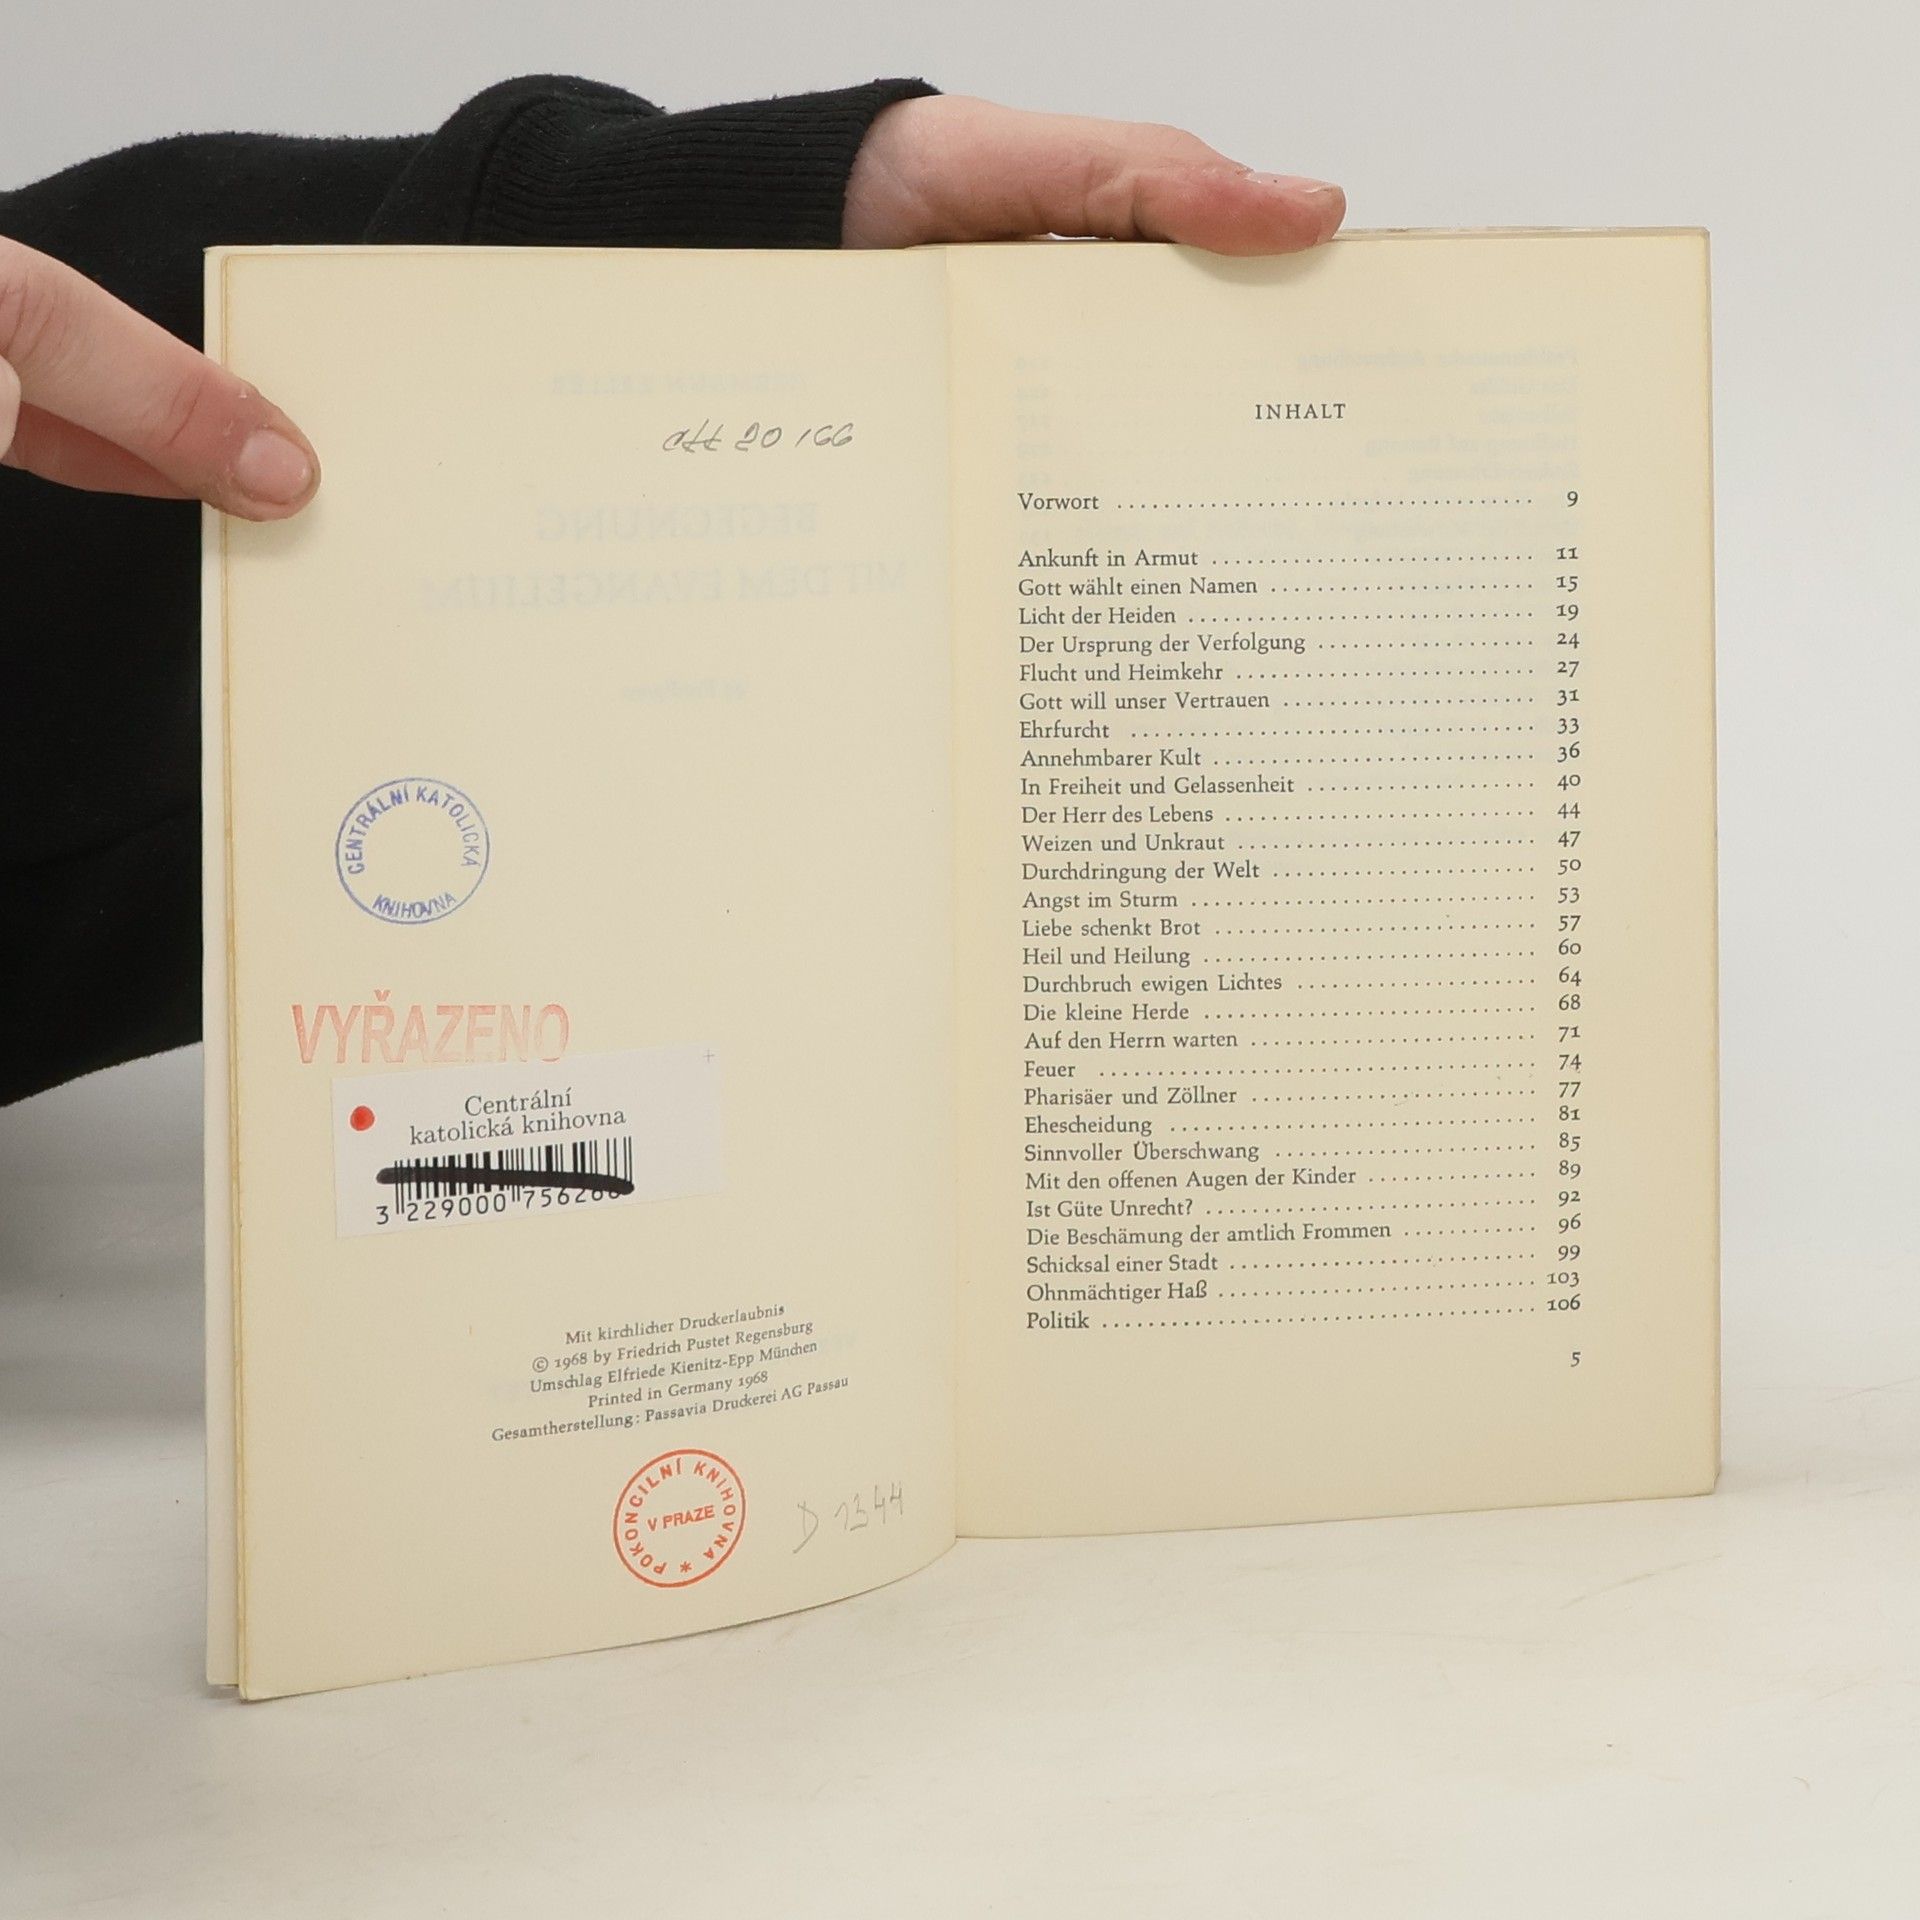 20166
CENTRÁLNÍ KATOLICKÁ
KNIHOVNA
VYŘAZENO
Centrální
katolická knihovna
3 229000 7562
Mit kirchlicher Druckerlaubnis
© 1968 by Friedrich Pustet Regensburg
Umschlag Elfriede Kienitz-Epp München
Printed in Germany 1968
Gesamtherstellung: Passavia Druckerei AG Passau
POKONCILNÍ KNIHOVNA *
V PRAZE
D 1344
INHALT
Vorwort .................................... 9
Ankunft in Armut ............................ 11
Gott wählt einen Namen ....................... 15
Licht der Heiden .............................. 19
Der Ursprung der Verfolgung ................... 24
Flucht und Heimkehr .......................... 27
Gott will unser Vertrauen ...................... 31
Ehrfurcht ................................... 33
Annehmbarer Kult ............................ 36
In Freiheit und Gelassenheit .................... 40
Der Herr des Lebens ........................... 44
Weizen und Unkraut .......................... 47
Durchdringung der Welt ....................... 50
Angst im Sturm .............................. 53
Liebe schenkt Brot ............................ 57
Heil und Heilung ............................. 60
Durchbruch ewigen Lichtes ..................... 64
Die kleine Herde ............................. 68
Auf den Herrn warten ......................... 71
Feuer ...................................... 74
Pharisäer und Zöllner ......................... 77
Ehescheidung ................................ 81
Sinnvoller Überschwang ....................... 85
Mit den offenen Augen der Kinder ............... 89
Ist Güte Unrecht? ............................. 92
Die Beschämung der amtlich Frommen ............ 96
Schicksal einer Stadt ........................... 99
Ohnmächtiger Haß ........................... 103
Politik ..................................... 106
5